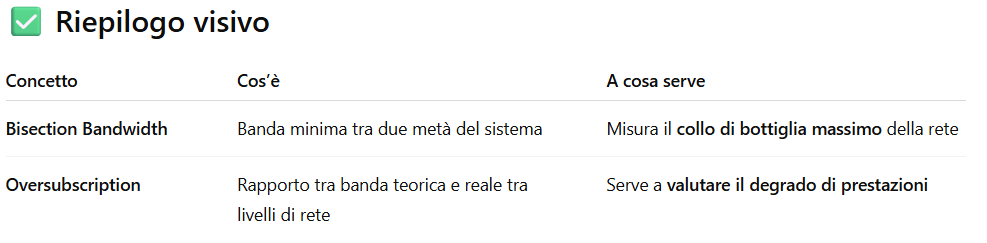 ✅ Riepilogo visivo
Concetto Cos'è A cosa serve
Bisection Bandwidth Banda minima tra due metà del sistema Misura il collo di bottiglia massimo della rete
Oversubscription Rapporto tra banda teorica e reale tra Serve a valutare il degrado di prestazioni
livelli di rete